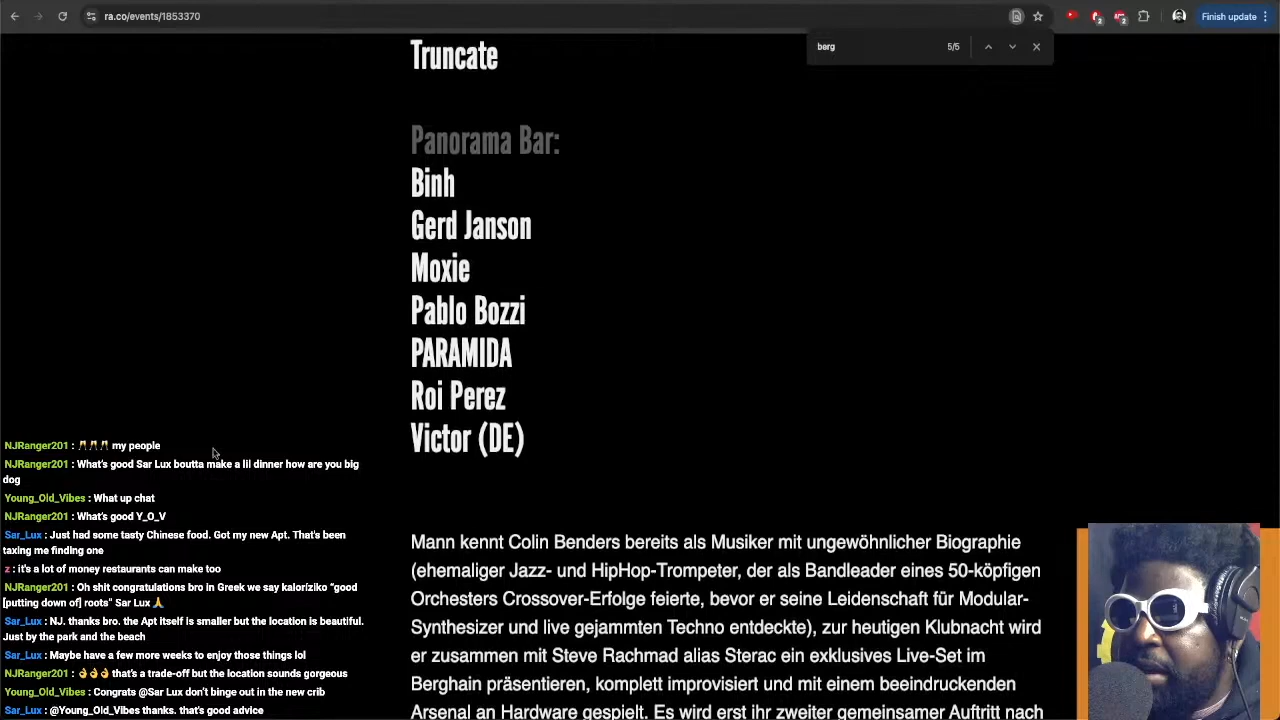 ra.co/events/1853370
Finish update
berg
5/5
Truncate
Panorama Bar:
Binh
Gerd Janson
Moxie
Pablo Bozzi
PARAMIDA
Roi Perez
Victor (DE)
Mann kennt Colin Benders bereits als Musiker mit ungewöhnlicher Biographie
(ehemaliger Jazz- und HipHop-Trompeter, der als Bandleader eines 50-köpfigen
Orchesters Crossover-Erfolge feierte, bevor er seine Leidenschaft für Modular-
Synthesizer und live gejammten Techno entdeckte), zur heutigen Klubnacht wird
er zusammen mit Steve Rachmad alias Sterac ein exklusives Live-Set im
Berghain präsentieren, komplett improvisiert und mit einem beeindruckenden
Arsenal an Hardware gespielt. Es wird erst ihr zweiter gemeinsamer Auftritt nach
NJRanger201 : 🥂🥂🥂 my people
NJRanger201 : What's good Sar Lux boutta make a lil dinner how are you big
dog
Young_Old_Vibes : What up chat
NJRanger201 : What's good Y_O_V
Sar_Lux : Just had some tasty Chinese food. Got my new Apt. That's been
taxing me finding one
z : it's a lot of money restaurants can make too
NJRanger201 : Oh shit congratulations bro in Greek we say kaloríziko "good
[putting down of] roots" Sar Lux 🙏
Sar_Lux : NJ. thanks bro. the Apt itself is smaller but the location is beautiful.
Just by the park and the beach
Sar_Lux : Maybe have a few more weeks to enjoy those things lol
NJRanger201 : 👌👌👌 that's a trade-off but the location sounds gorgeous
Young_Old_Vibes : Congrats @Sar Lux don't binge out in the new crib
Sar_Lux : @Young_Old_Vibes thanks. that's good advice